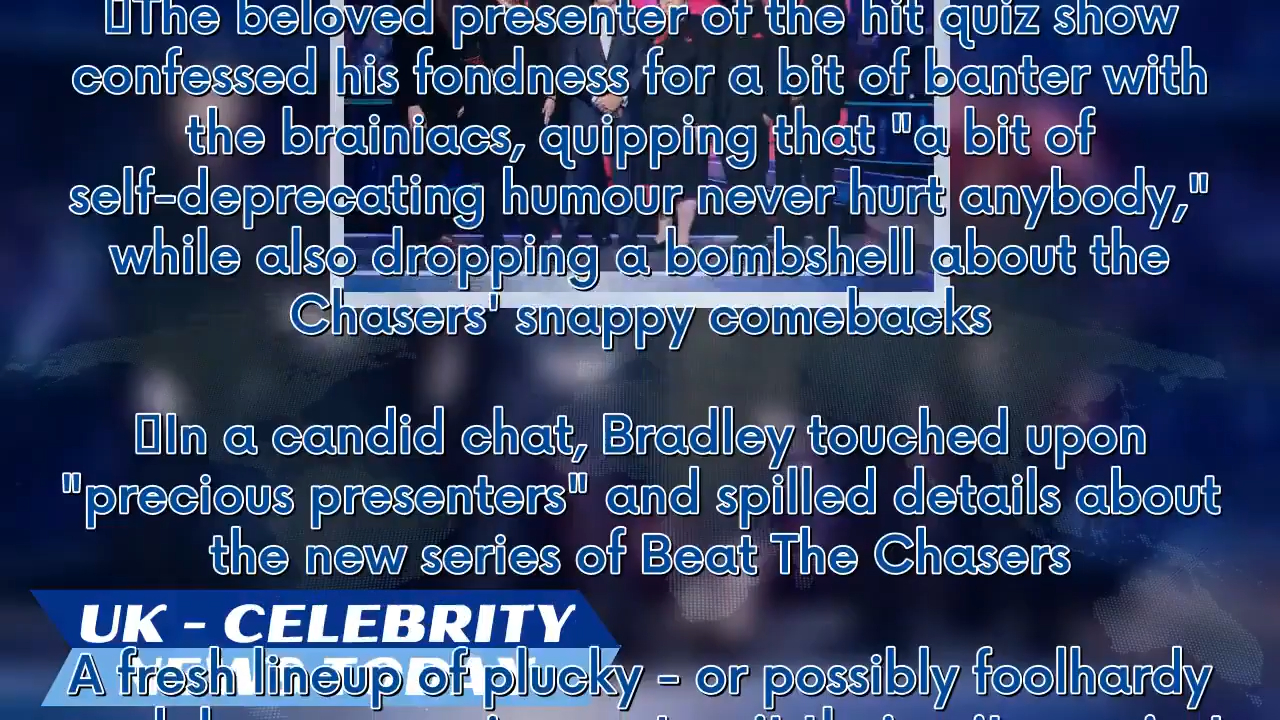 The beloved presenter of the hit quiz show
confessed his fondness for a bit of banter with
the brainiacs, quipping that "a bit of
self-deprecating humour never hurt anybody,"
while also dropping a bombshell about the
Chasers' snappy comebacks
In a candid chat, Bradley touched upon
"precious presenters" and spilled details about
the new series of Beat The Chasers
UK - CELEBRITY
A fresh lineup of plucky - or possibly foolhardy